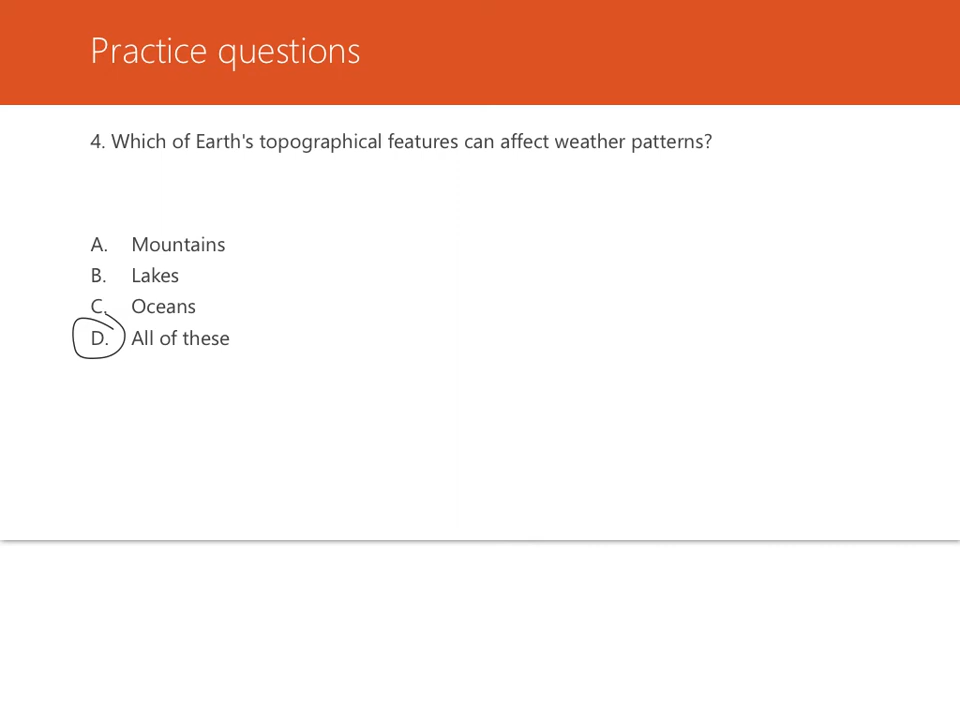 Practice questions
4. Which of Earth's topographical features can affect weather patterns?
A. Mountains
B. Lakes
C. Oceans
D. All of these